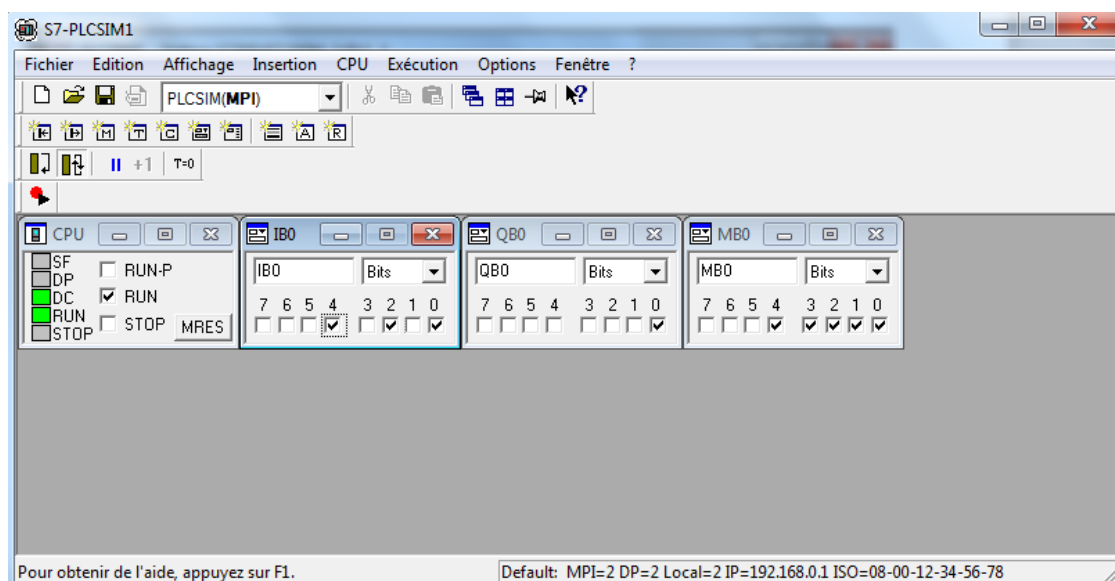 S7-PLCSIM1
Fichier Edition Affichage Insertion CPU Exécution Options Fenêtre ?
PLCSIM(MPI)
+1 T=0
CPU
SF
DP
DC
RUN
STOP
RUN-P
RUN
STOP MRES
IB0
IB0 Bits
7 6 5 4 3 2 1 0
QB0
QB0 Bits
7 6 5 4 3 2 1 0
MB0
MB0 Bits
7 6 5 4 3 2 1 0
Pour obtenir de l'aide, appuyez sur F1. Default: MPI=2 DP=2 Local=2 IP=192.168.0.1 ISO=08-00-12-34-56-78